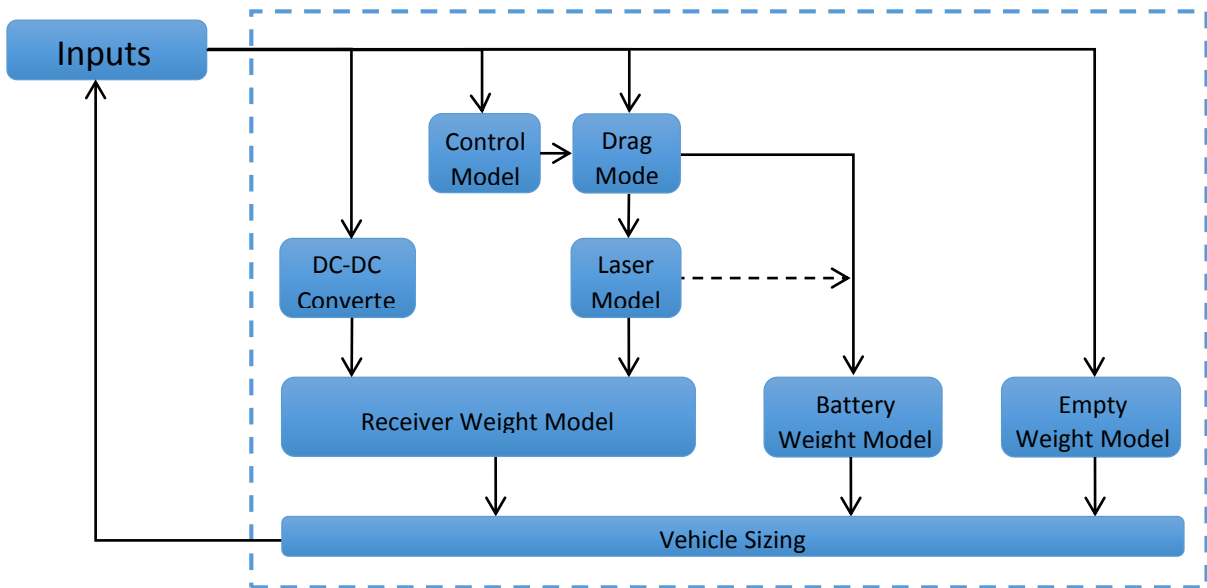 Inputs
Control
Model
Drag
Mode
DC-DC
Converte
Laser
Model
Receiver Weight Model
Battery
Weight Model
Empty
Weight Model
Vehicle Sizing